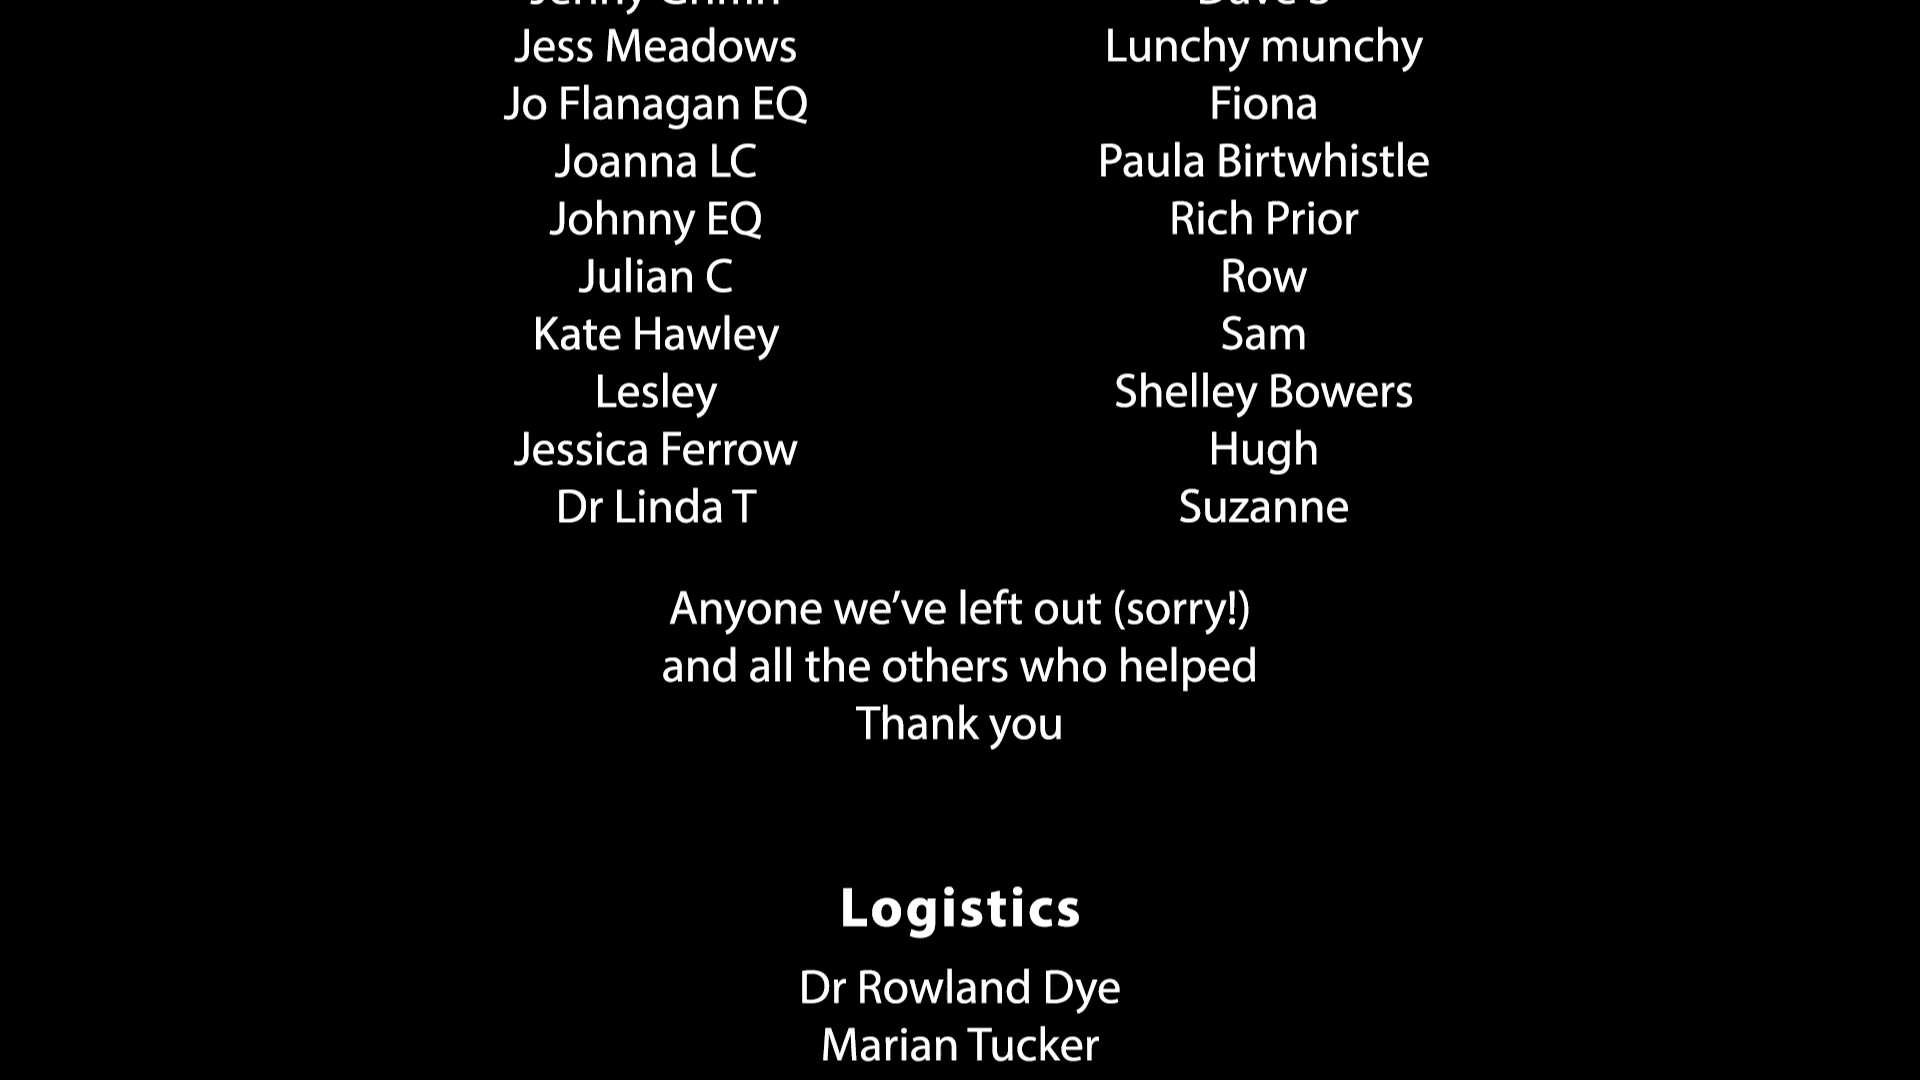 Jess Meadows
Jo Flanagan EQ
Joanna LC
Johnny EQ
Julian C
Kate Hawley
Lesley
Jessica Ferrow
Dr Linda T
Dave S
Lunchy munchy
Fiona
Paula Birtwhistle
Rich Prior
Row
Sam
Shelley Bowers
Hugh
Suzanne
Anyone we’ve left out (sorry!)
and all the others who helped
Thank you
Logistics
Dr Rowland Dye
Marian Tucker